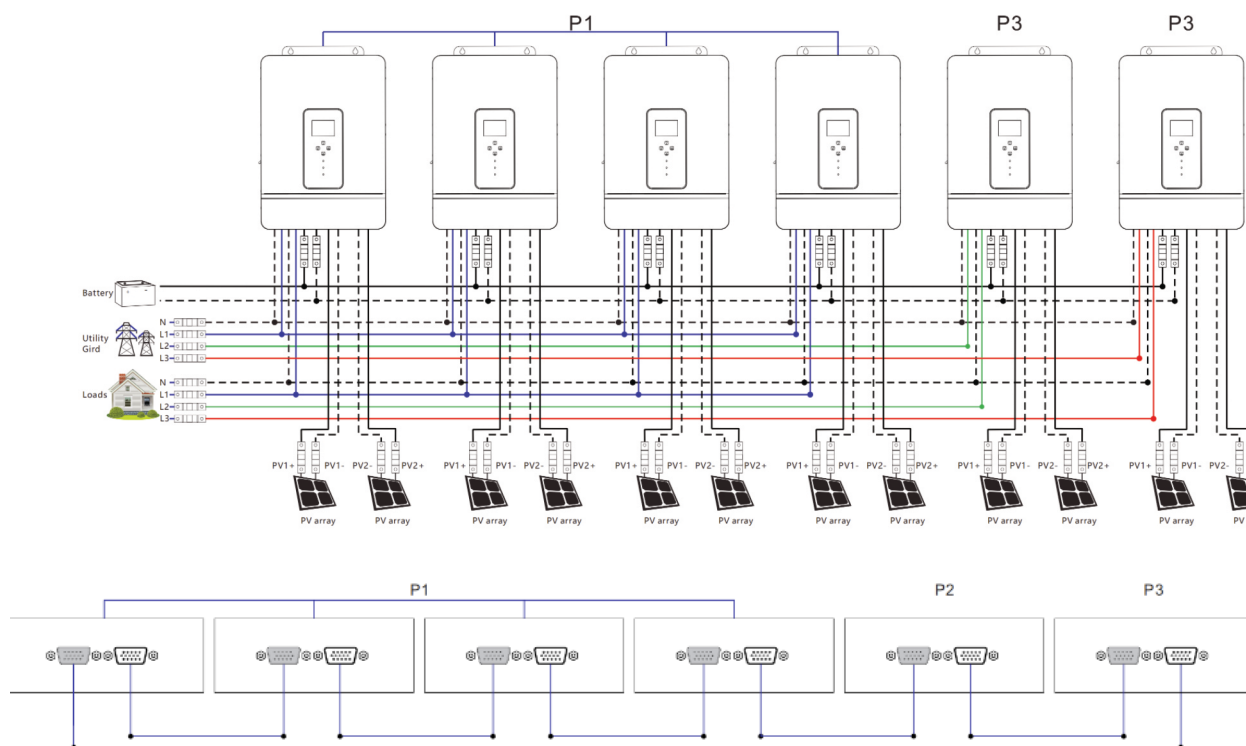 P1 P3 P3
Battery
N
L1
Utility
Gird
L2
L3
N
Loads
L1
L2
L3
PV1+ PV1- PV2- PV2+ PV1+ PV1- PV2- PV2+ PV1+ PV1- PV2- PV2+ PV1+ PV1- PV2- PV2+ PV1+ PV1- PV2- PV2+ PV1+ PV1- PV2-
PV array PV array PV array PV array PV array PV array PV array PV array PV array PV array PV array PV
P1 P2 P3